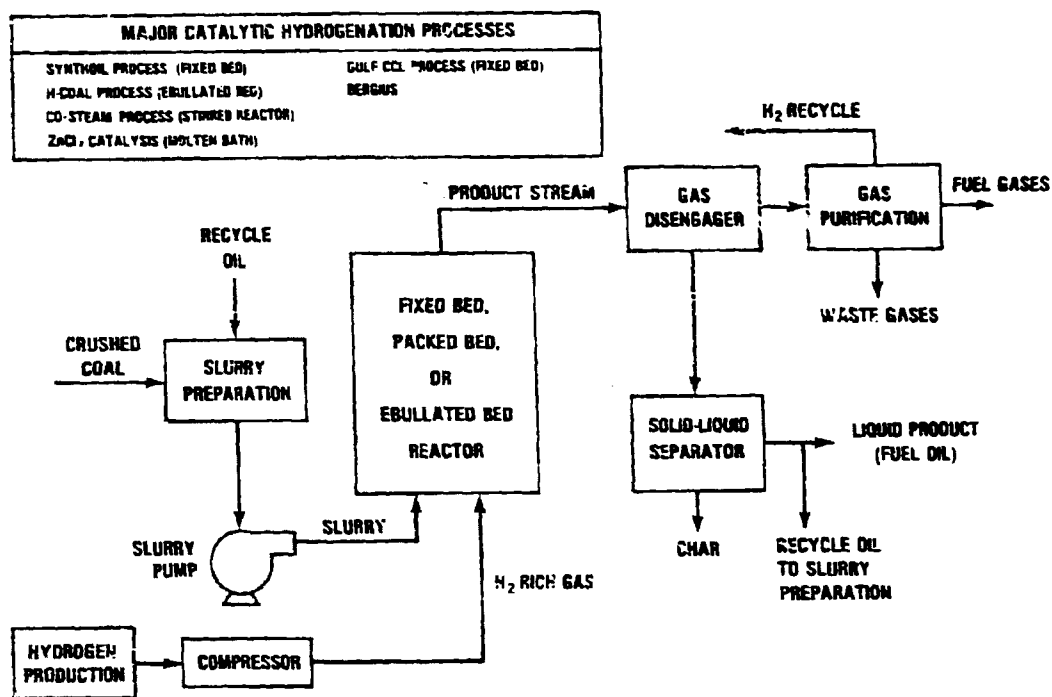 MAJOR CATALYTIC HYDROGENATION PROCESSES
SYNTHOIL PROCESS (FIXED BED)
H-COAL PROCESS (EBULLATED BED)
CO-STEAM PROCESS (STIRRED REACTOR)
ZnCl₂ CATALYSIS (MOLTEN BATH)
GULF CCL PROCESS (FIXED BED)
BERGIUS
H₂ RECYCLE
PRODUCT STREAM
GAS
DISENGAGER
GAS
PURIFICATION
FUEL GASES
WASTE GASES
RECYCLE
OIL
CRUSHED
COAL
SLURRY
PREPARATION
FIXED BED,
PACKED BED,
OR
EBULLATED BED
REACTOR
SOLID-LIQUID
SEPARATOR
LIQUID PRODUCT
(FUEL OIL)
CHAR
RECYCLE OIL
TO SLURRY
PREPARATION
SLURRY
PUMP
SLURRY
H₂ RICH GAS
HYDROGEN
PRODUCTION
COMPRESSOR